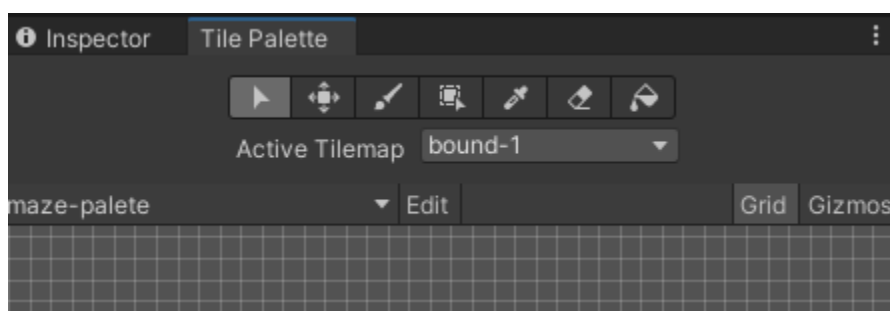 Inspector Tile Palette
Active Tilemap bound-1
maze-palete Edit Grid Gizmos